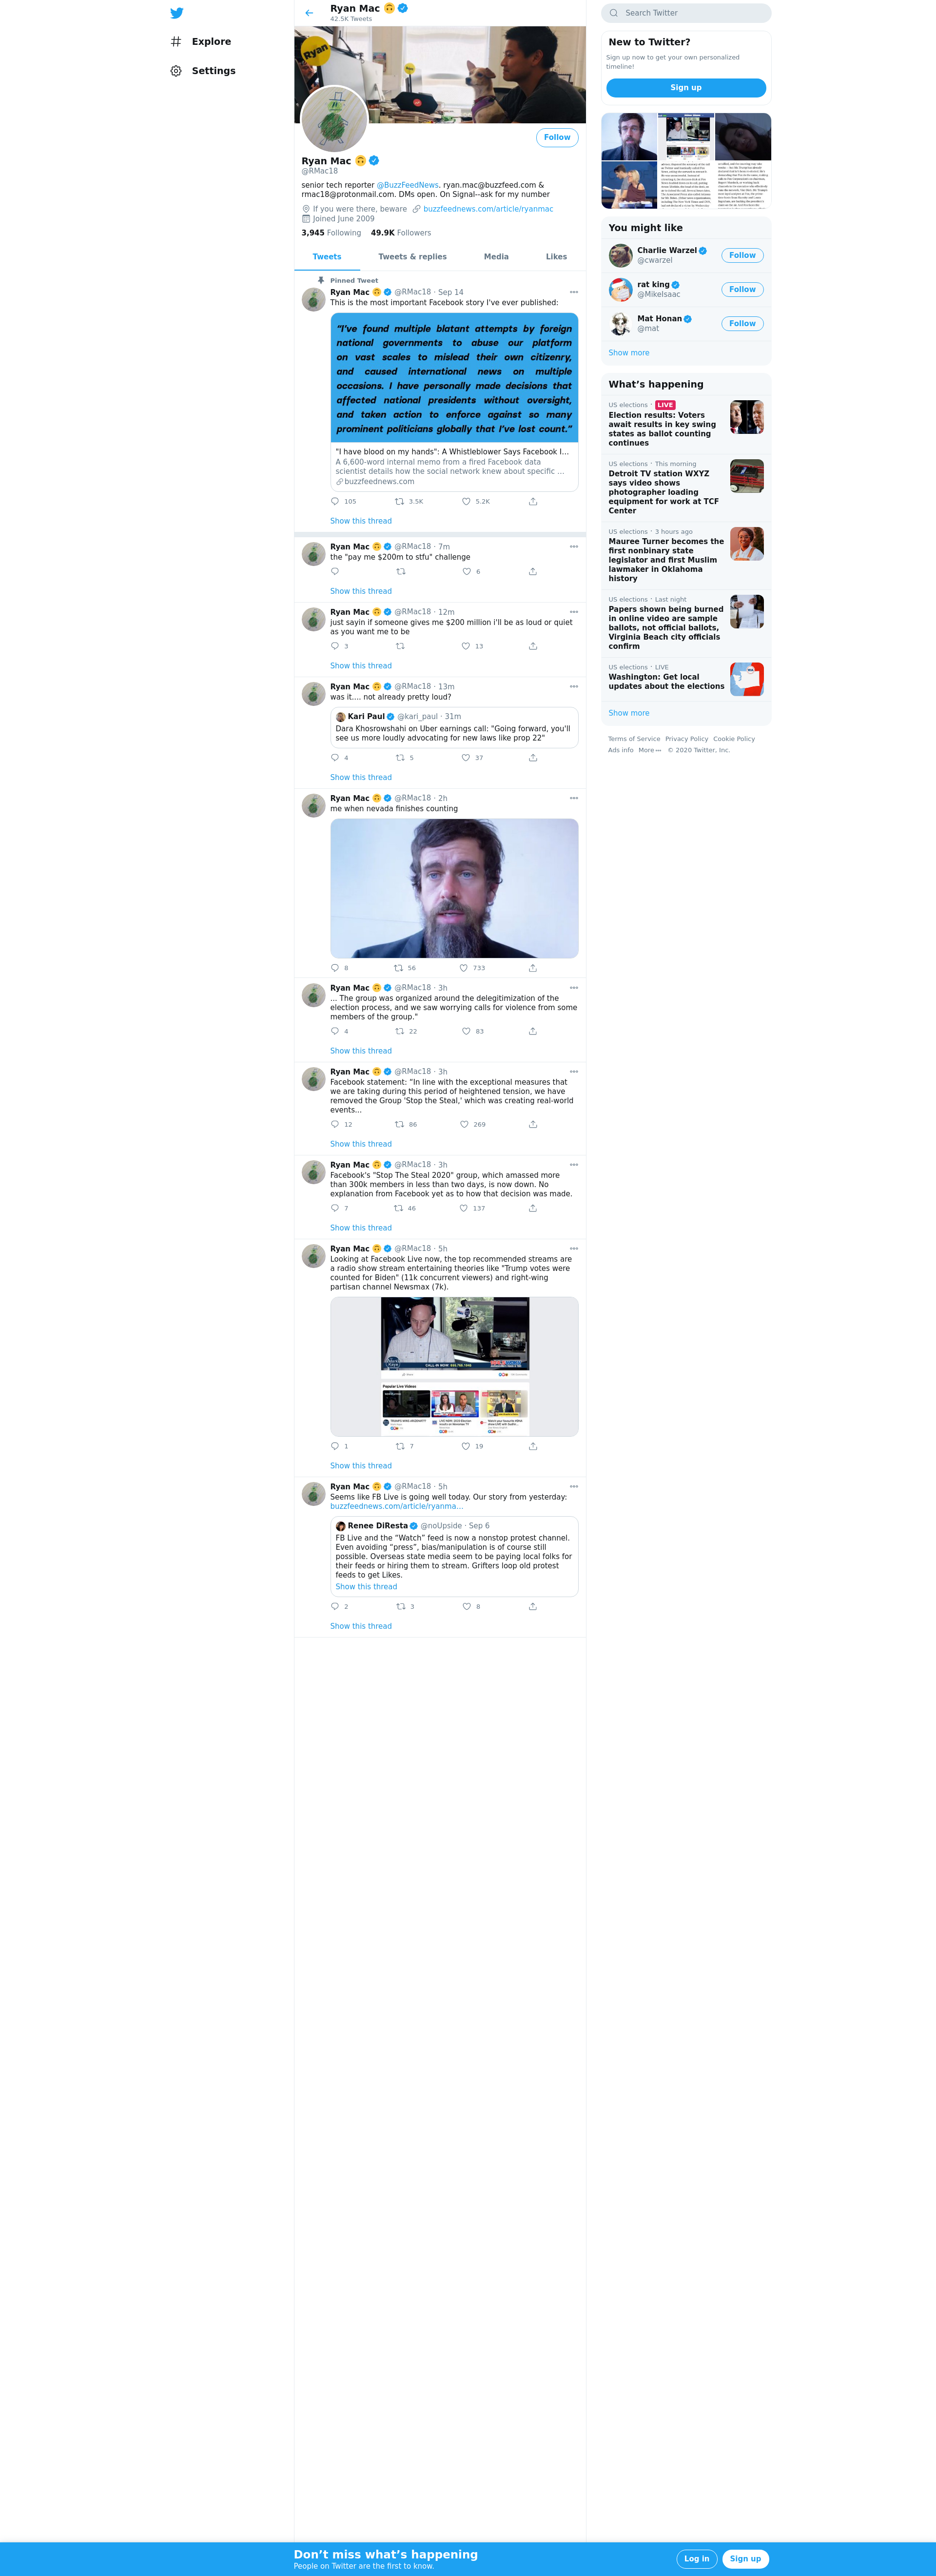 Explore
Settings
Ryan Mac 🙃
42.5K Tweets
Ryan
Follow
Ryan Mac 🙃
@RMac18
senior tech reporter @BuzzFeedNews. ryan.mac@buzzfeed.com &
rmac18@protonmail.com. DMs open. On Signal--ask for my number
If you were there, beware buzzfeednews.com/article/ryanmac
Joined June 2009
3,945 Following 49.9K Followers
Tweets Tweets & replies Media Likes
Pinned Tweet
Ryan Mac 🙃 @RMac18 · Sep 14
This is the most important Facebook story I've ever published:
“I’ve found multiple blatant attempts by foreign
national governments to abuse our platform
on vast scales to mislead their own citizenry,
and caused international news on multiple
occasions. I have personally made decisions that
affected national presidents without oversight,
and taken action to enforce against so many
prominent politicians globally that I’ve lost count.”
"I have blood on my hands": A Whistleblower Says Facebook I...
A 6,600-word internal memo from a fired Facebook data
scientist details how the social network knew about specific ...
buzzfeednews.com
105 3.5K 5.2K
Show this thread
Ryan Mac 🙃 @RMac18 · 7m
the "pay me $200m to stfu" challenge
6
Show this thread
Ryan Mac 🙃 @RMac18 · 12m
just sayin if someone gives me $200 million i'll be as loud or quiet
as you want me to be
3 13
Show this thread
Ryan Mac 🙃 @RMac18 · 13m
was it.... not already pretty loud?
Kari Paul @kari_paul · 31m
Dara Khosrowshahi on Uber earnings call: "Going forward, you'll
see us more loudly advocating for new laws like prop 22"
4 5 37
Show this thread
Ryan Mac 🙃 @RMac18 · 2h
me when nevada finishes counting
8 56 733
Ryan Mac 🙃 @RMac18 · 3h
... The group was organized around the delegitimization of the
election process, and we saw worrying calls for violence from some
members of the group."
4 22 83
Show this thread
Ryan Mac 🙃 @RMac18 · 3h
Facebook statement: “In line with the exceptional measures that
we are taking during this period of heightened tension, we have
removed the Group 'Stop the Steal,' which was creating real-world
events...
12 86 269
Show this thread
Ryan Mac 🙃 @RMac18 · 3h
Facebook's "Stop The Steal 2020" group, which amassed more
than 300k members in less than two days, is now down. No
explanation from Facebook yet as to how that decision was made.
7 46 137
Show this thread
Ryan Mac 🙃 @RMac18 · 5h
Looking at Facebook Live now, the top recommended streams are
a radio show stream entertaining theories like "Trump votes were
counted for Biden" (11k concurrent viewers) and right-wing
partisan channel Newsmax (7k).
Popular Live Videos
1 7 19
Show this thread
Ryan Mac 🙃 @RMac18 · 5h
Seems like FB Live is going well today. Our story from yesterday:
buzzfeednews.com/article/ryanma...
Renee DiResta @noUpside · Sep 6
FB Live and the “Watch” feed is now a nonstop protest channel.
Even avoiding “press”, bias/manipulation is of course still
possible. Overseas state media seem to be paying local folks for
their feeds or hiring them to stream. Grifters loop old protest
feeds to get Likes.
Show this thread
2 3 8
Show this thread
Search Twitter
New to Twitter?
Sign up now to get your own personalized
timeline!
Sign up
You might like
Charlie Warzel
@cwarzel
Follow
rat king
@MikeIsaac
Follow
Mat Honan
@mat
Follow
Show more
What’s happening
US elections · LIVE
Election results: Voters
await results in key swing
states as ballot counting
continues
US elections · This morning
Detroit TV station WXYZ
says video shows
photographer loading
equipment for work at TCF
Center
US elections · 3 hours ago
Mauree Turner becomes the
first nonbinary state
legislator and first Muslim
lawmaker in Oklahoma
history
US elections · Last night
Papers shown being burned
in online video are sample
ballots, not official ballots,
Virginia Beach city officials
confirm
US elections · LIVE
Washington: Get local
updates about the elections
Show more
Terms of Service Privacy Policy Cookie Policy
Ads info More ··· © 2020 Twitter, Inc.
Don’t miss what’s happening
People on Twitter are the first to know.
Log in Sign up